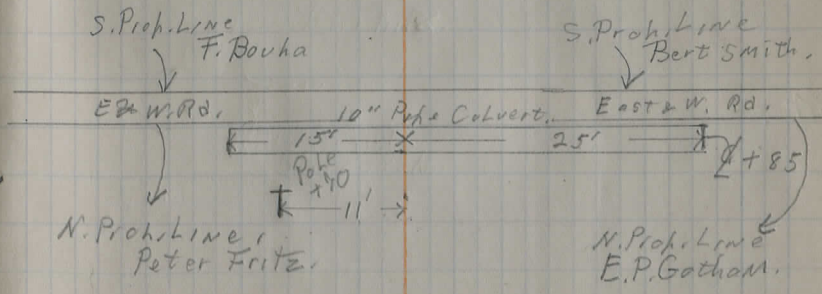 S. Prop. Line
F. Bouha
S. Prop. Line
Bert Smith.
E & W. Rd.
10" Pipe Culvert.
East & W. Rd.
15'
25'
Pole
+70
℄ + 85
11'
N. Prop. Line,
Peter Fritz.
N. Prop. Line
E. P. Gotham.